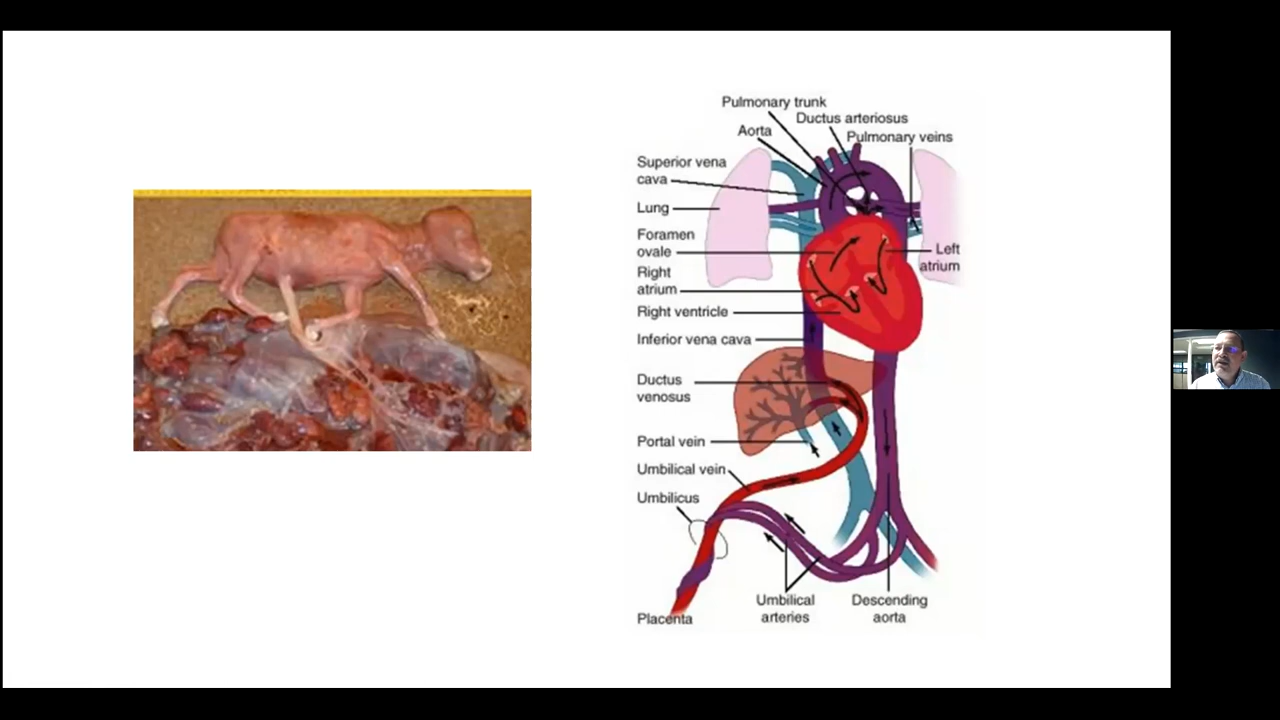 Pulmonary trunk
Ductus arteriosus
Aorta
Pulmonary veins
Superior vena
cava
Lung
Foramen
ovale
Left
atrium
Right
atrium
Right ventricle
Inferior vena cava
Ductus
venosus
Portal vein
Umbilical vein
Umbilicus
Umbilical
arteries
Descending
aorta
Placenta